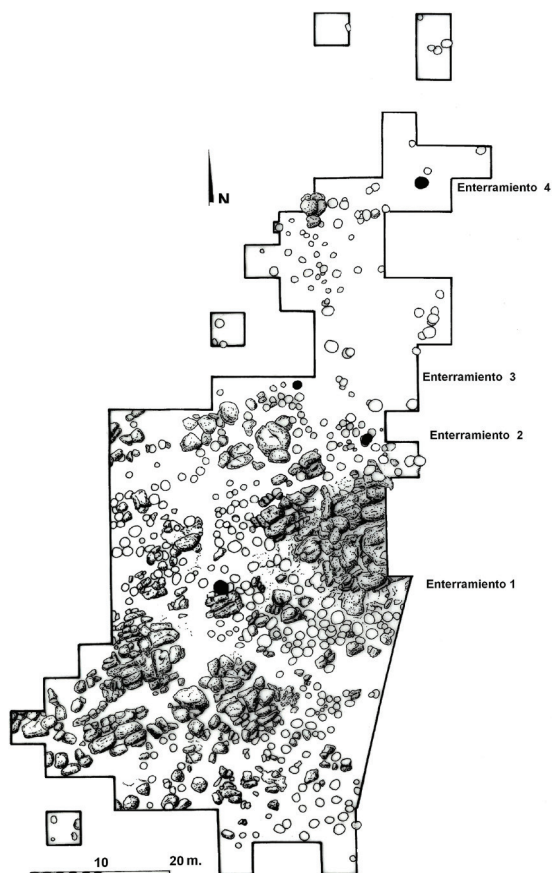 N
Enterramiento 4
Enterramiento 3
Enterramiento 2
Enterramiento 1
10 20 m.